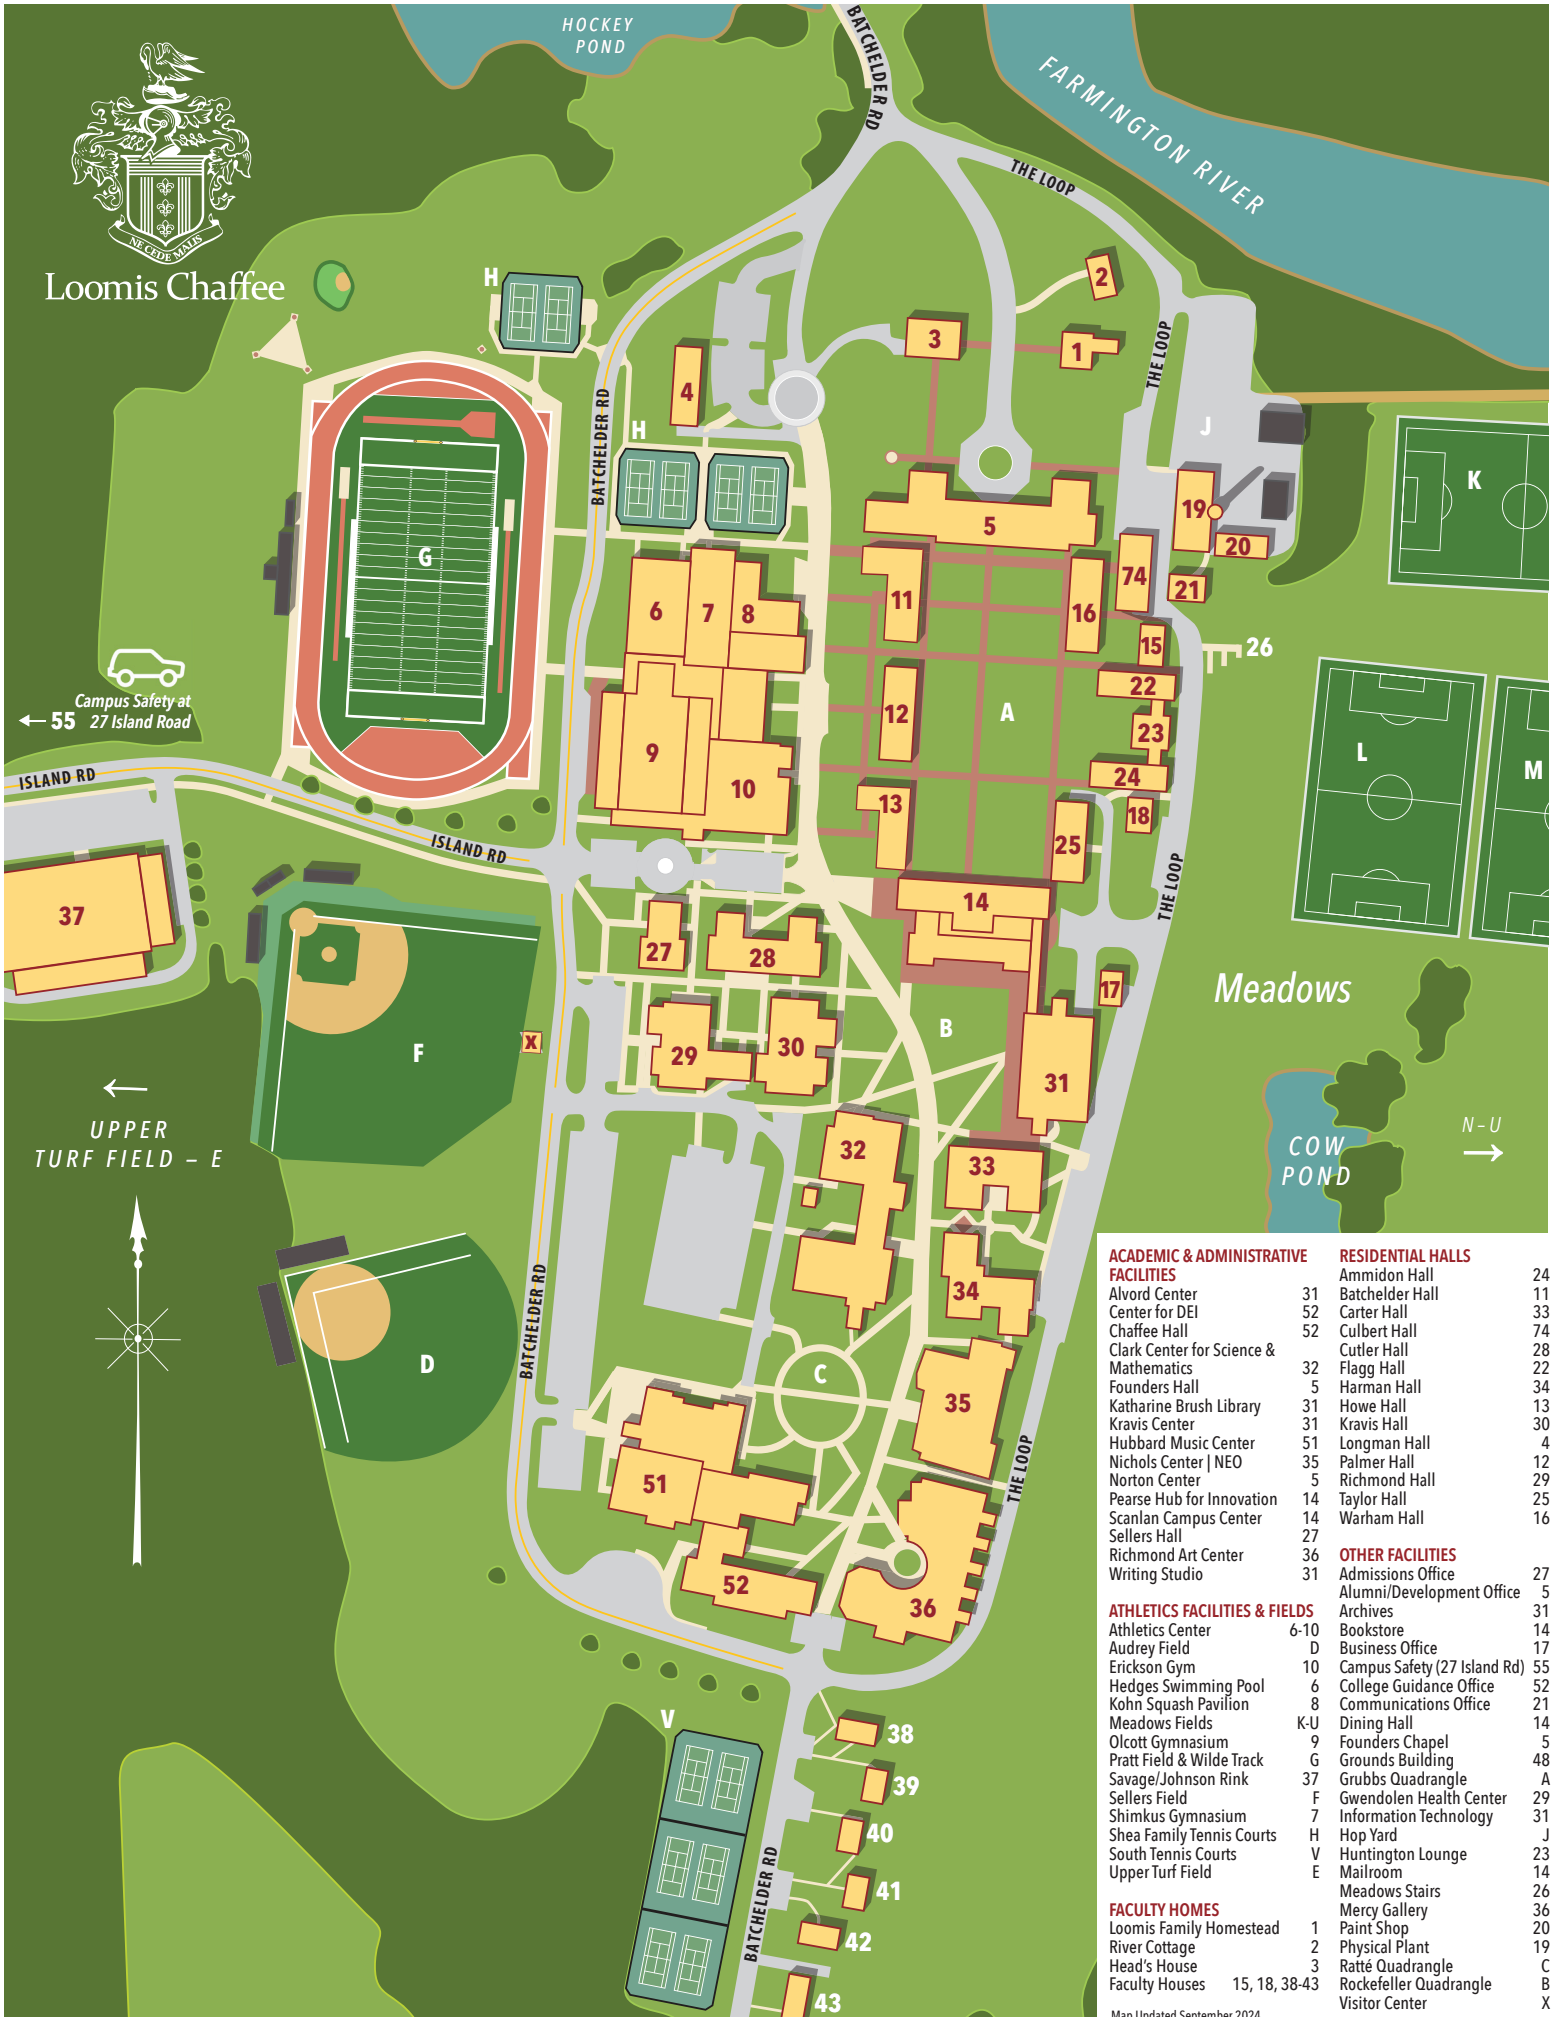 HOCKEY
POND
BATCHELDER RD
FARMINGTON RIVER
THE LOOP
NE CEDE MALIS
Loomis Chaffee
H
2
3
1
THE LOOP
4
BATCHELDER RD
H
J
K
5
19
20
G
74
21
6
7
8
11
16
15
26
22
Campus Safety at
27 Island Road
55
12
A
23
L
M
9
10
24
13
18
25
ISLAND RD
ISLAND RD
THE LOOP
14
37
27
28
17
Meadows
B
X
F
29
30
31
UPPER
TURF FIELD – E
32
33
COW
POND
N–U
34
BATCHELDER RD
D
C
35
THE LOOP
51
52
36
V
38
39
40
41
42
BATCHELDER RD
43
ACADEMIC & ADMINISTRATIVE
FACILITIES
Alvord Center 31
Center for DEI 52
Chaffee Hall 52
Clark Center for Science &
Mathematics 32
Founders Hall 5
Katharine Brush Library 31
Kravis Center 31
Hubbard Music Center 51
Nichols Center | NEO 35
Norton Center 5
Pearse Hub for Innovation 14
Scanlan Campus Center 14
Sellers Hall 27
Richmond Art Center 36
Writing Studio 31
ATHLETICS FACILITIES & FIELDS
Athletics Center 6-10
Audrey Field D
Erickson Gym 10
Hedges Swimming Pool 6
Kohn Squash Pavilion 8
Meadows Fields K-U
Olcott Gymnasium 9
Pratt Field & Wilde Track G
Savage/Johnson Rink 37
Sellers Field F
Shimkus Gymnasium 7
Shea Family Tennis Courts H
South Tennis Courts V
Upper Turf Field E
FACULTY HOMES
Loomis Family Homestead 1
River Cottage 2
Head's House 3
Faculty Houses 15, 18, 38-43
Map Updated September 2024
RESIDENTIAL HALLS
Ammidon Hall 24
Batchelder Hall 11
Carter Hall 33
Culbert Hall 74
Cutler Hall 28
Flagg Hall 22
Harman Hall 34
Howe Hall 13
Kravis Hall 30
Longman Hall 4
Palmer Hall 12
Richmond Hall 29
Taylor Hall 25
Warham Hall 16
OTHER FACILITIES
Admissions Office 27
Alumni/Development Office 5
Archives 31
Bookstore 14
Business Office 17
Campus Safety (27 Island Rd) 55
College Guidance Office 52
Communications Office 21
Dining Hall 14
Founders Chapel 5
Grounds Building 48
Grubbs Quadrangle A
Gwendolen Health Center 29
Information Technology 31
Hop Yard J
Huntington Lounge 23
Mailroom 14
Meadows Stairs 26
Mercy Gallery 36
Paint Shop 20
Physical Plant 19
Ratté Quadrangle C
Rockefeller Quadrangle B
Visitor Center X